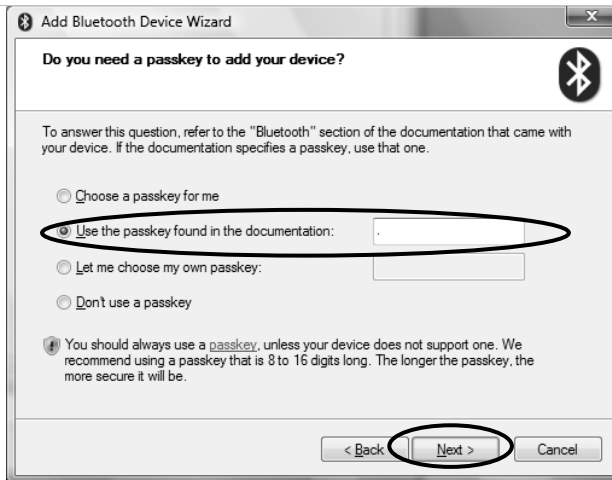 Add Bluetooth Device Wizard
Do you need a passkey to add your device?
To answer this question, refer to the "Bluetooth" section of the documentation that came with
your device. If the documentation specifies a passkey, use that one.
Choose a passkey for me
Use the passkey found in the documentation: .
Let me choose my own passkey:
Don't use a passkey
You should always use a passkey, unless your device does not support one. We
recommend using a passkey that is 8 to 16 digits long. The longer the passkey, the
more secure it will be.
< Back Next > Cancel